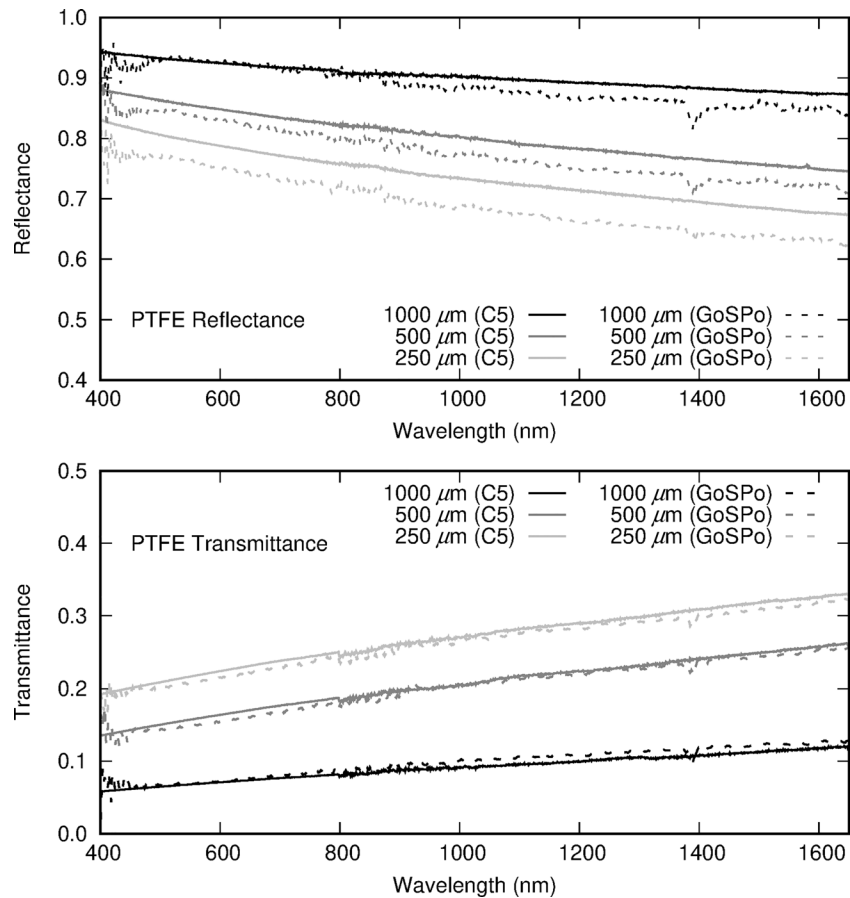 1.0
0.9
0.8
0.7
0.6
0.5
0.4
Reflectance
PTFE Reflectance
1000 μm (C5)
500 μm (C5)
250 μm (C5)
1000 μm (GoSPo)
500 μm (GoSPo)
250 μm (GoSPo)
400 600 800 1000 1200 1400 1600
Wavelength (nm)
0.5
0.4
0.3
0.2
0.1
0.0
Transmittance
PTFE Transmittance
1000 μm (C5)
500 μm (C5)
250 μm (C5)
1000 μm (GoSPo)
500 μm (GoSPo)
250 μm (GoSPo)
400 600 800 1000 1200 1400 1600
Wavelength (nm)